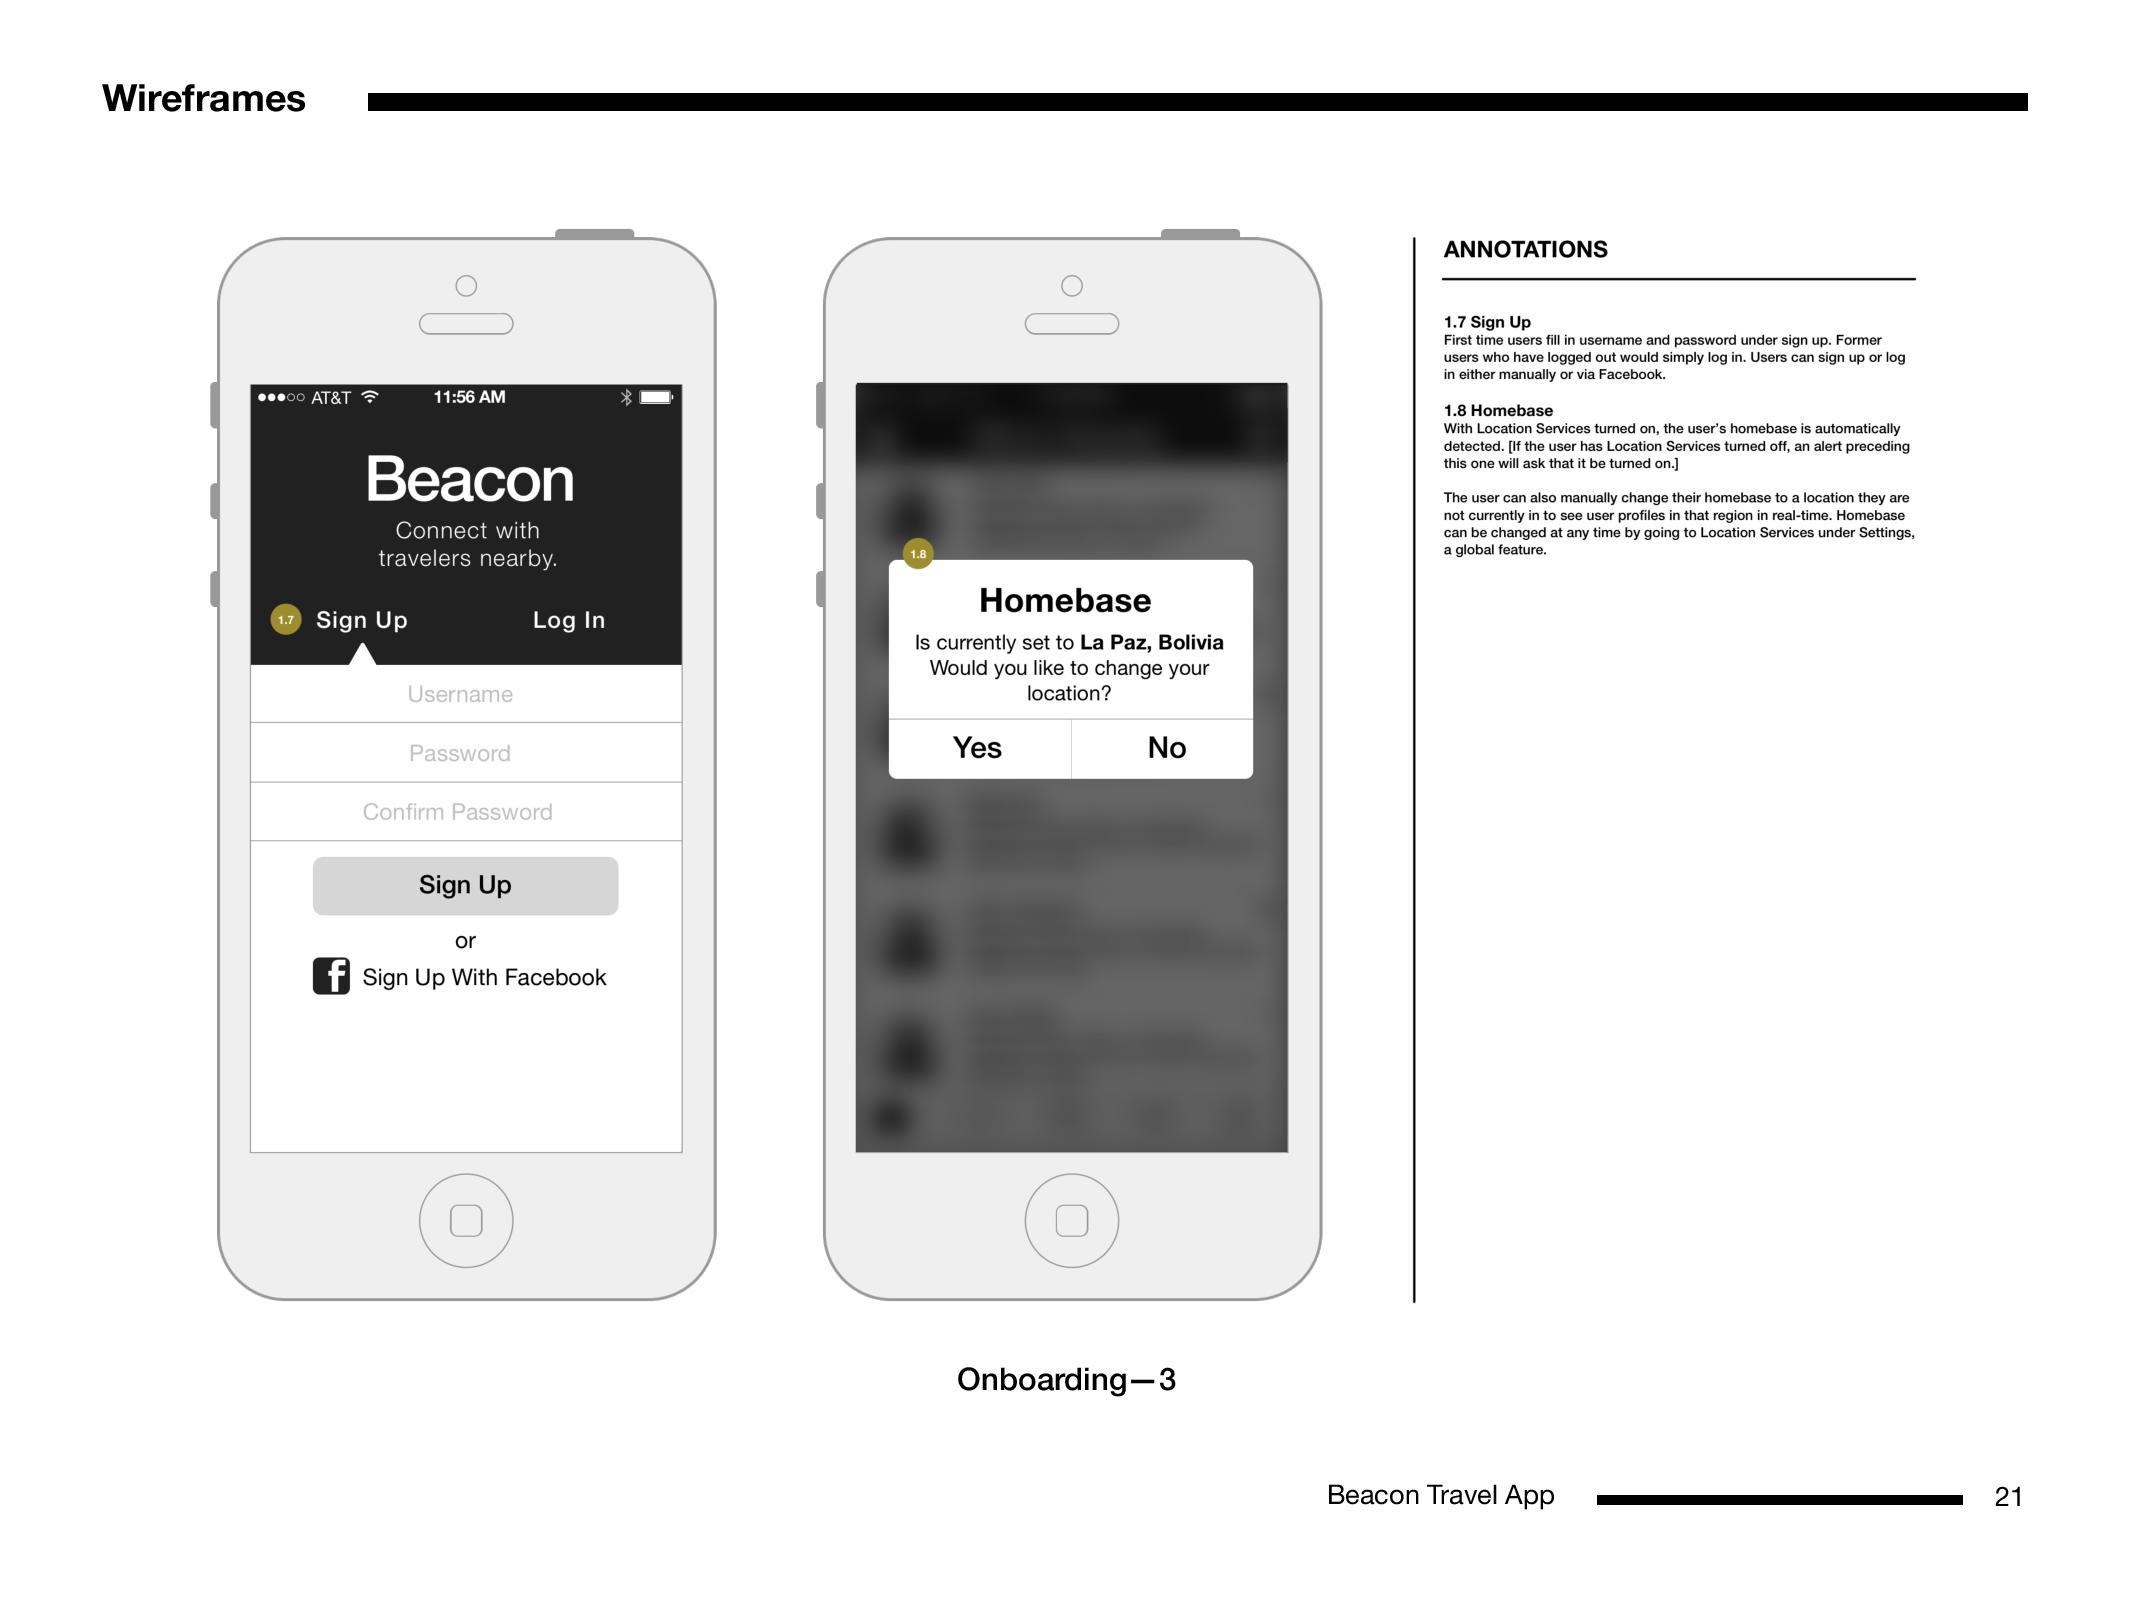 Wireframes
●●●○○ AT&T 11:56 AM
Beacon
Connect with
travelers nearby.
1.7 Sign Up Log In
Username
Password
Confirm Password
Sign Up
or
f Sign Up With Facebook
1.8
Homebase
Is currently set to La Paz, Bolivia
Would you like to change your
location?
Yes No
ANNOTATIONS
1.7 Sign Up
First time users fill in username and password under sign up. Former
users who have logged out would simply log in. Users can sign up or log
in either manually or via Facebook.
1.8 Homebase
With Location Services turned on, the user's homebase is automatically
detected. [If the user has Location Services turned off, an alert preceding
this one will ask that it be turned on.]
The user can also manually change their homebase to a location they are
not currently in to see user profiles in that region in real-time. Homebase
can be changed at any time by going to Location Services under Settings,
a global feature.
Onboarding—3
Beacon Travel App 21